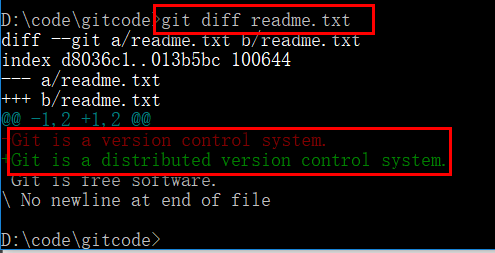 D:\code\gitcode>git diff readme.txt
diff --git a/readme.txt b/readme.txt
index d8036c1..013b5bc 100644
--- a/readme.txt
+++ b/readme.txt
@@ -1,2 +1,2 @@
-Git is a version control system.
+Git is a distributed version control system.
Git is free software.
\ No newline at end of file
D:\code\gitcode>